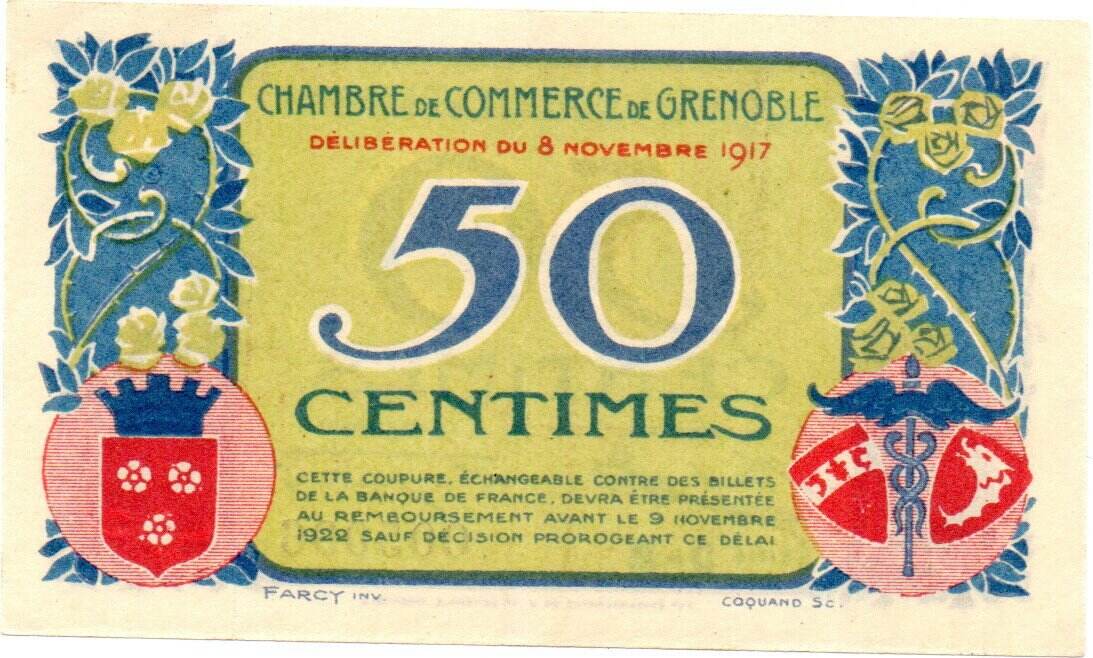 CHAMBRE DE COMMERCE DE GRENOBLE
DÉLIBÉRATION DU 8 NOVEMBRE 1917
50
CENTIMES
CETTE COUPURE, ÉCHANGEABLE CONTRE DES BILLETS
DE LA BANQUE DE FRANCE, DEVRA ÊTRE PRÉSENTÉE
AU REMBOURSEMENT AVANT LE 9 NOVEMBRE
1922 SAUF DÉCISION PROROGEANT CE DÉLAI
FARCY INV.
COQUAND SC.